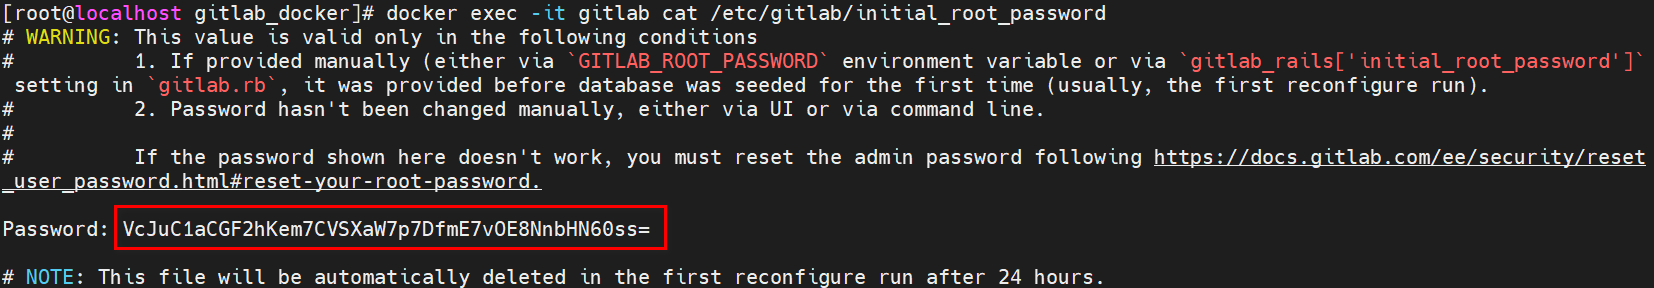 [root@localhost gitlab_docker]# docker exec -it gitlab cat /etc/gitlab/initial_root_password
# WARNING: This value is valid only in the following conditions
#          1. If provided manually (either via `GITLAB_ROOT_PASSWORD` environment variable or via `gitlab_rails['initial_root_password']`
 setting in `gitlab.rb`, it was provided before database was seeded for the first time (usually, the first reconfigure run).
#          2. Password hasn't been changed manually, either via UI or via command line.
#
#          If the password shown here doesn't work, you must reset the admin password following https://docs.gitlab.com/ee/security/reset
_user_password.html#reset-your-root-password.
Password: VcJuC1aCGF2hKem7CVSXaW7p7DfmE7vOE8NnbHN60ss=
# NOTE: This file will be automatically deleted in the first reconfigure run after 24 hours.